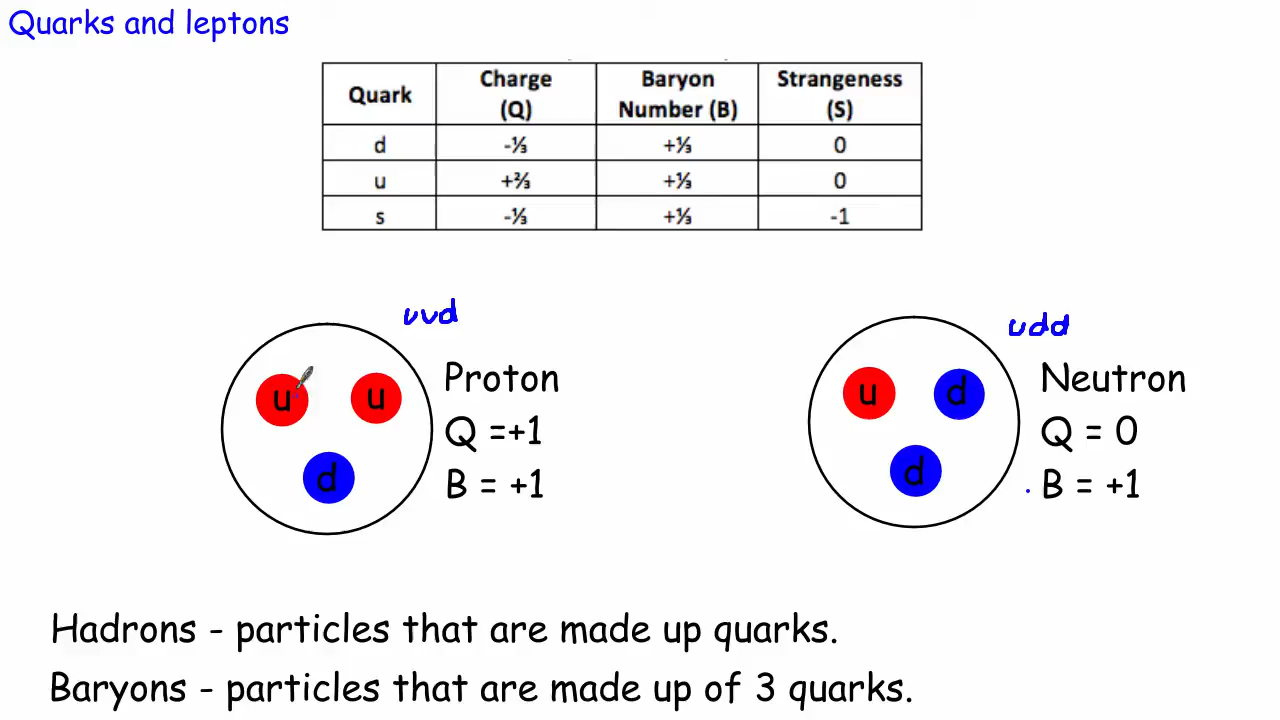 Quarks and leptons
Quark Charge (Q) Baryon Number (B) Strangeness (S)
d -⅓ +⅓ 0
u +⅔ +⅓ 0
s -⅓ +⅓ -1
uud
u u d
Proton
Q =+1
B = +1
udd
u d d
Neutron
Q = 0
B = +1
Hadrons - particles that are made up quarks.
Baryons - particles that are made up of 3 quarks.